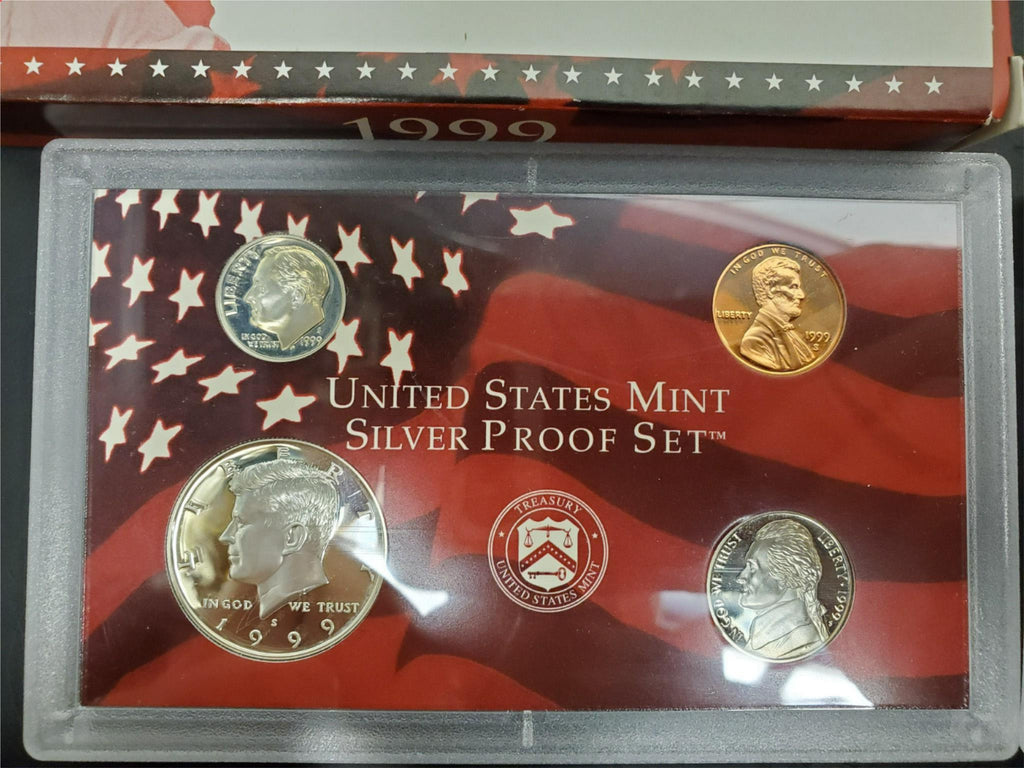 1999
LIBERTY
IN GOD
WE TRUST
S
1999
IN GOD WE TRUST
LIBERTY
1999
S
UNITED STATES MINT
SILVER PROOF SET™
LIBERTY
IN GOD WE TRUST
S
1999
TREASURY
UNITED STATES MINT
IN GOD WE TRUST
LIBERTY 1999
S